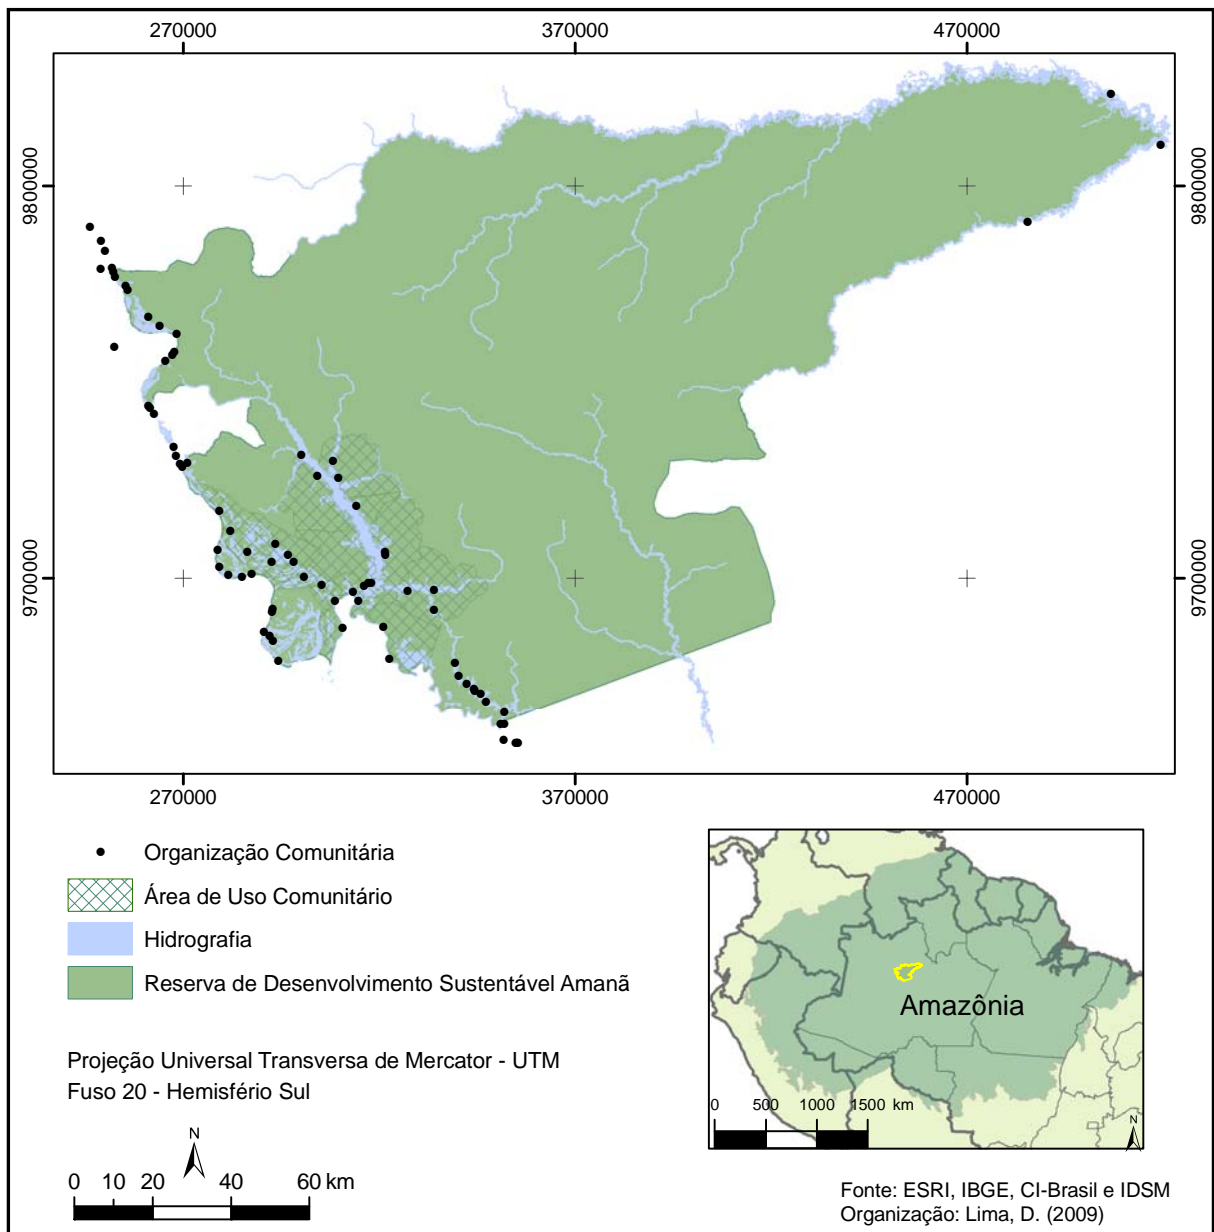 270000 370000 470000
9800000 9800000
9700000 9700000
270000 370000 470000
Organização Comunitária
Área de Uso Comunitário
Hidrografia
Reserva de Desenvolvimento Sustentável Amanã
Projeção Universal Transversa de Mercator - UTM
Fuso 20 - Hemisfério Sul
N
0 10 20 40 60 km
Amazônia
0 500 1000 1500 km
N
Fonte: ESRI, IBGE, CI-Brasil e IDSM
Organização: Lima, D. (2009)